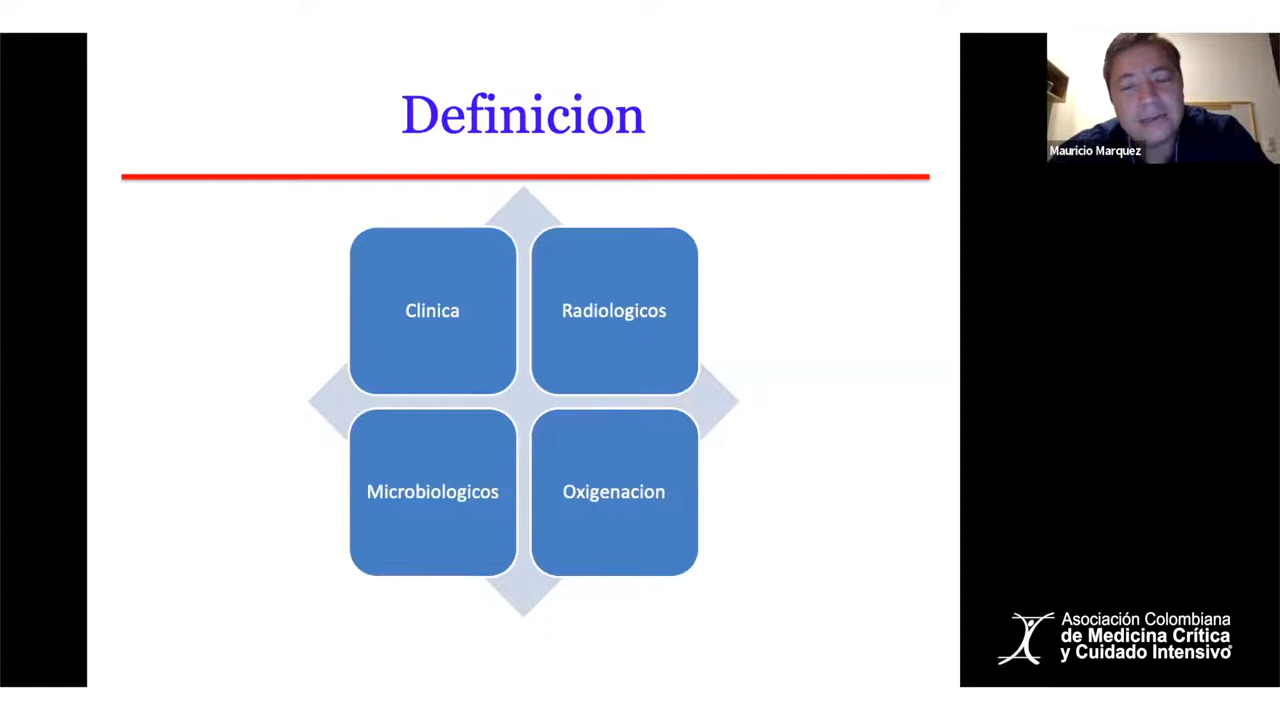 Definicion
Clinica
Radiologicos
Microbiologicos
Oxigenacion
Mauricio Marquez
Asociación Colombiana
de Medicina Crítica
y Cuidado Intensivo